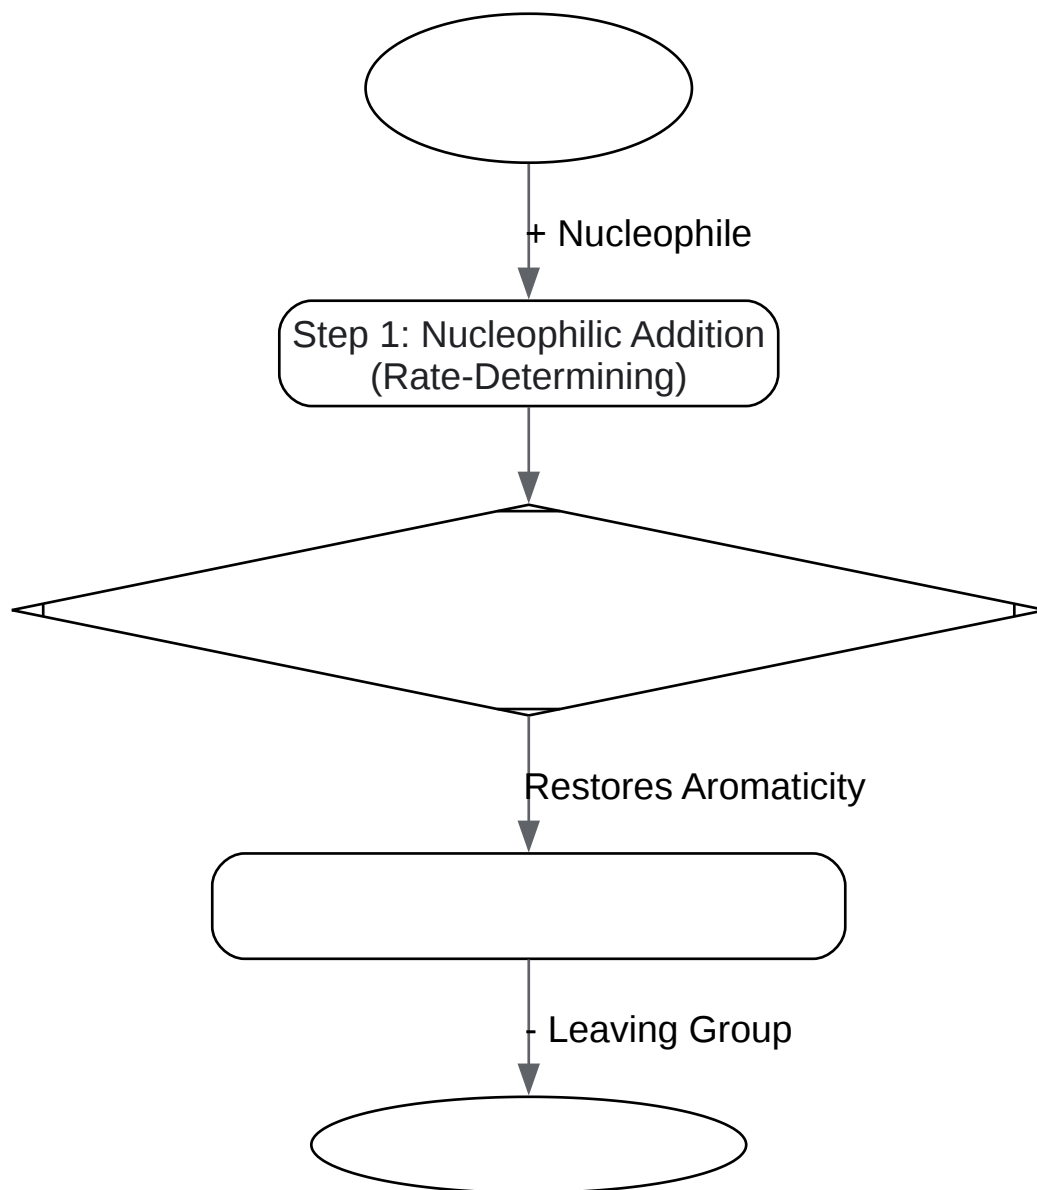 + Nucleophile
Step 1: Nucleophilic Addition
(Rate-Determining)
Restores Aromaticity
- Leaving Group